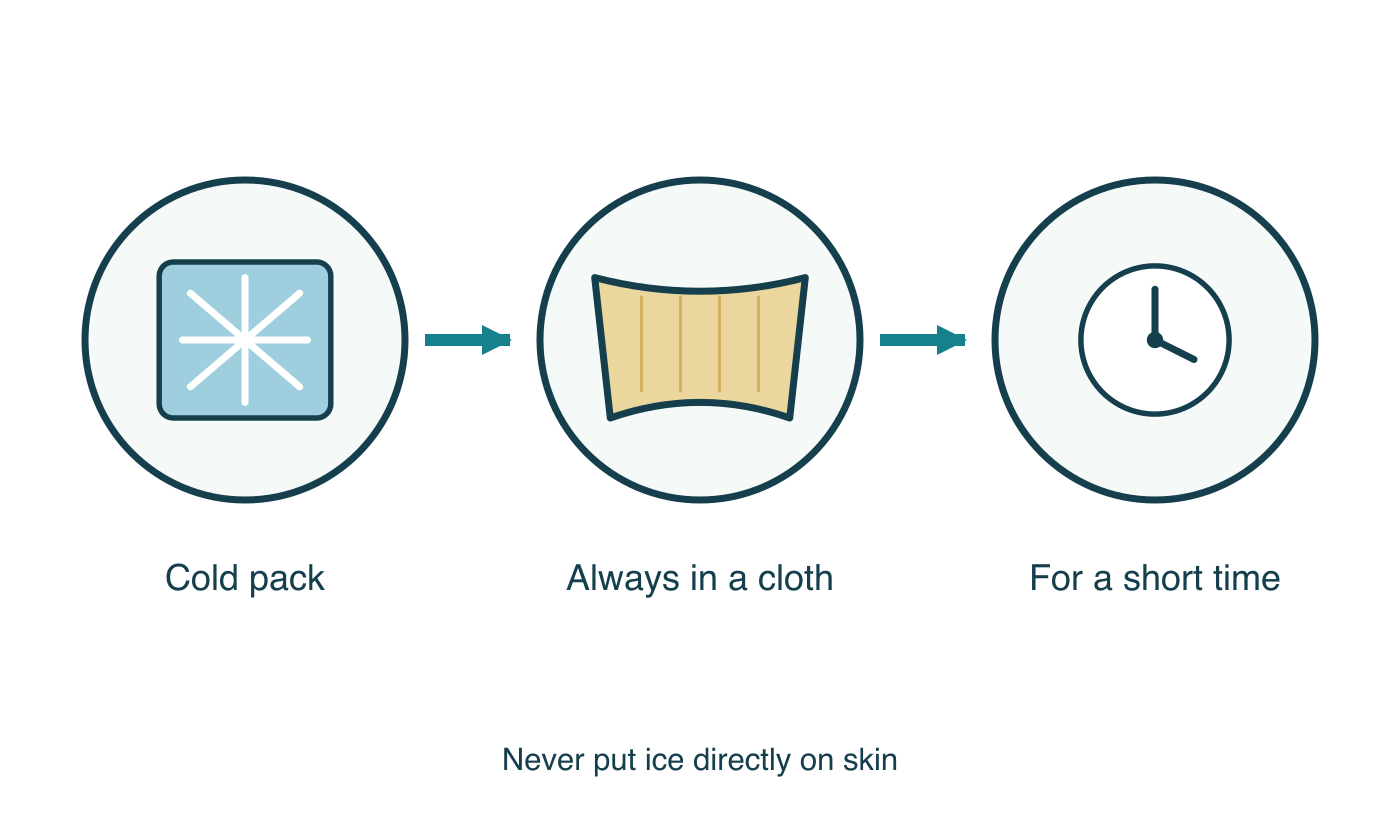 Cold pack
Always in a cloth
For a short time
Never put ice directly on skin